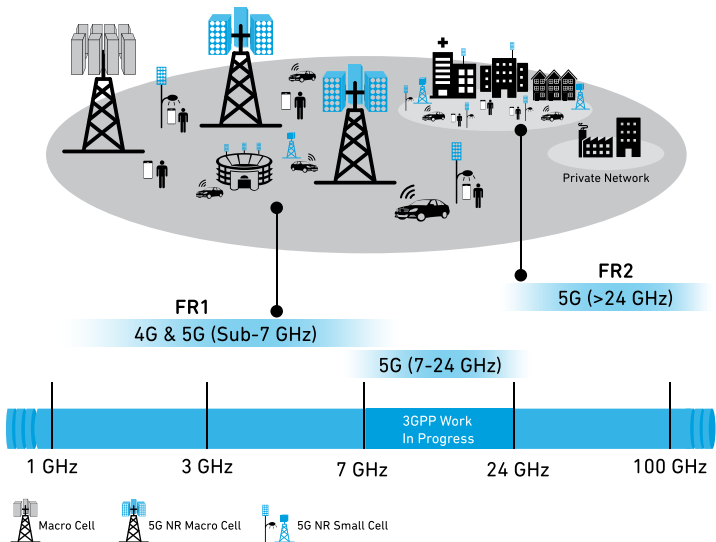 Private Network
FR1
4G & 5G (Sub-7 GHz)
FR2
5G (>24 GHz)
5G (7-24 GHz)
3GPP Work
In Progress
1 GHz
3 GHz
7 GHz
24 GHz
100 GHz
Macro Cell
5G NR Macro Cell
5G NR Small Cell